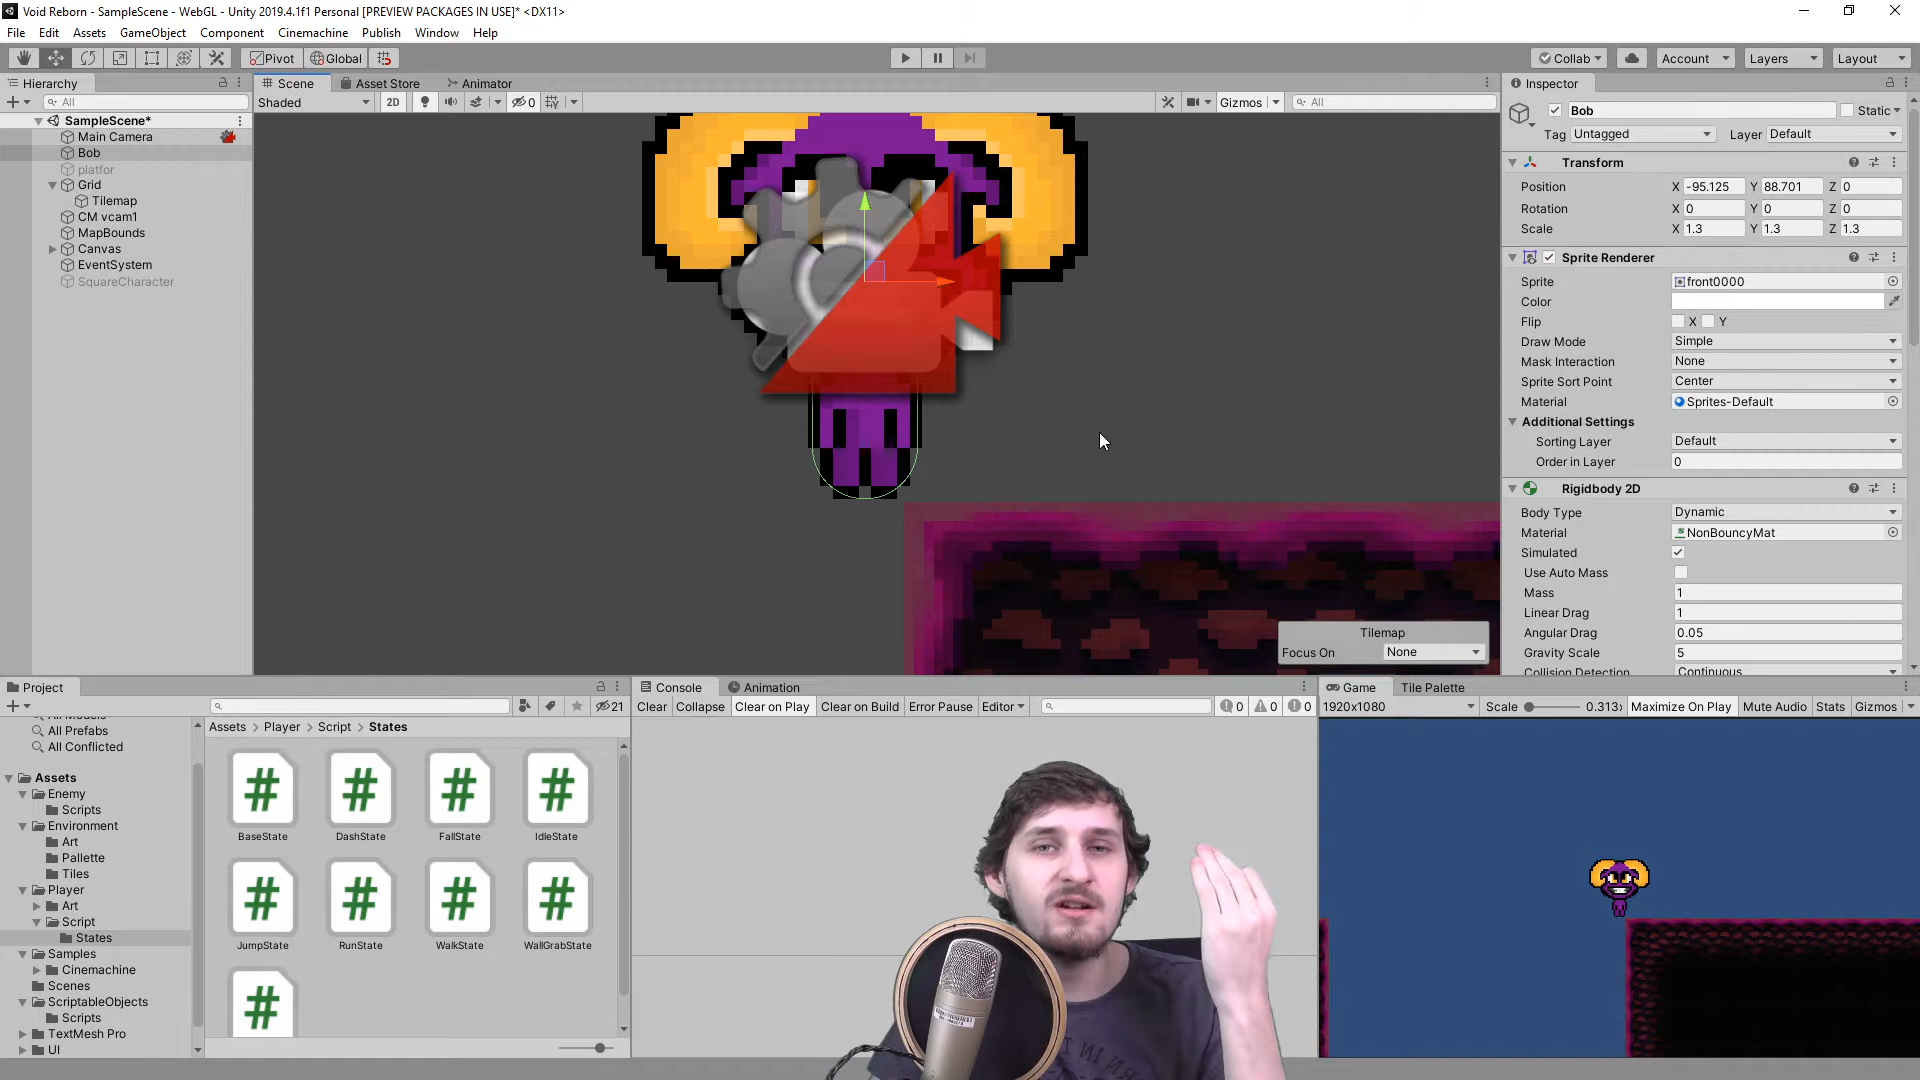 Void Reborn - SampleScene - WebGL - Unity 2019.4.1f1 Personal [PREVIEW PACKAGES IN USE]* <DX11>
File Edit Assets GameObject Component Cinemachine Publish Window Help
Pivot Global Collab Account Layers Layout
Hierarchy
All
SampleScene*
Main Camera
Bob
platfor
Grid
Tilemap
CM vcam1
MapBounds
Canvas
EventSystem
SquareCharacter
Scene Asset Store Animator
Shaded 2D 0 Gizmos All
Tilemap
Focus On None
Inspector
Bob Static
Tag Untagged Layer Default
Transform
Position X -95.125 Y 88.701 Z 0
Rotation X 0 Y 0 Z 0
Scale X 1.3 Y 1.3 Z 1.3
Sprite Renderer
Sprite front0000
Color
Flip X Y
Draw Mode Simple
Mask Interaction None
Sprite Sort Point Center
Material Sprites-Default
Additional Settings
Sorting Layer Default
Order in Layer 0
Rigidbody 2D
Body Type Dynamic
Material NonBouncyMat
Simulated
Use Auto Mass
Mass 1
Linear Drag 1
Angular Drag 0.05
Gravity Scale 5
Collision Detection Continuous
Project
21
All Models
All Prefabs
All Conflicted
Assets
Enemy
Scripts
Environment
Art
Pallette
Tiles
Player
Art
Script
States
Samples
Cinemachine
Scenes
ScriptableObjects
Scripts
TextMesh Pro
UI
Assets > Player > Script > States
BaseState DashState FallState IdleState
JumpState RunState WalkState WallGrabState
Console Animation
Clear Collapse Clear on Play Clear on Build Error Pause Editor 0 0 0
Game Tile Palette
1920x1080 Scale 0.313x Maximize On Play Mute Audio Stats Gizmos